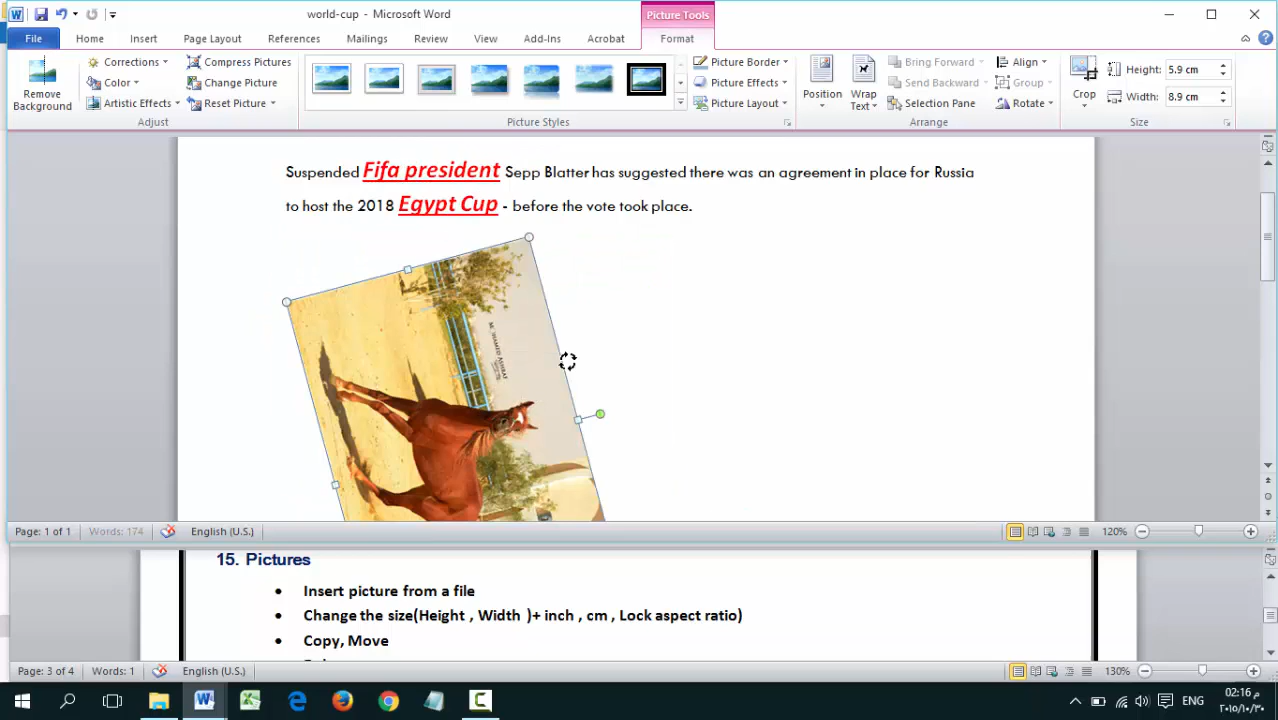 world-cup - Microsoft Word
Picture Tools
File
Home
Insert
Page Layout
References
Mailings
Review
View
Add-Ins
Acrobat
Format
Remove Background
Corrections
Color
Artistic Effects
Compress Pictures
Change Picture
Reset Picture
Adjust
Picture Border
Picture Effects
Picture Layout
Picture Styles
Position
Wrap Text
Bring Forward
Send Backward
Selection Pane
Align
Group
Rotate
Arrange
Crop
Height: 5.9 cm
Width: 8.9 cm
Size
Suspended Fifa president Sepp Blatter has suggested there was an agreement in place for Russia
to host the 2018 Egypt Cup - before the vote took place.
MOHAMED ASHRAF
Page: 1 of 1
Words: 174
English (U.S.)
120%
15. Pictures
• Insert picture from a file
• Change the size(Height , Width )+ inch , cm , Lock aspect ratio)
• Copy, Move
Page: 3 of 4
Words: 1
English (U.S.)
130%
ENG
02:16 م
٢٠١٥/١٠/٣٠